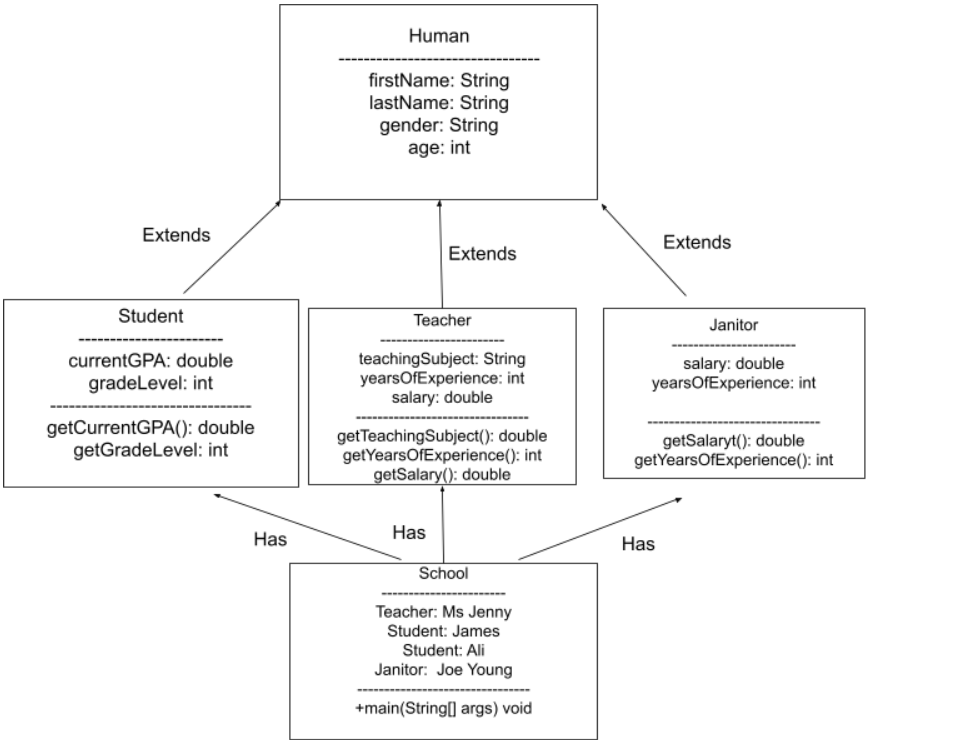 Human
--------------------------------
firstName: String
lastName: String
gender: String
age: int
Extends
Extends
Extends
Student
-----------------------
currentGPA: double
gradeLevel: int
--------------------------------
getCurrentGPA(): double
getGradeLevel: int
Teacher
-----------------------
teachingSubject: String
yearsOfExperience: int
salary: double
--------------------------------
getTeachingSubject(): double
getYearsOfExperience(): int
getSalary(): double
Janitor
-----------------------
salary: double
yearsOfExperience: int
--------------------------------
getSalaryt(): double
getYearsOfExperience(): int
Has
Has
Has
School
-----------------------
Teacher: Ms Jenny
Student: James
Student: Ali
Janitor: Joe Young
--------------------------------
+main(String[] args) void